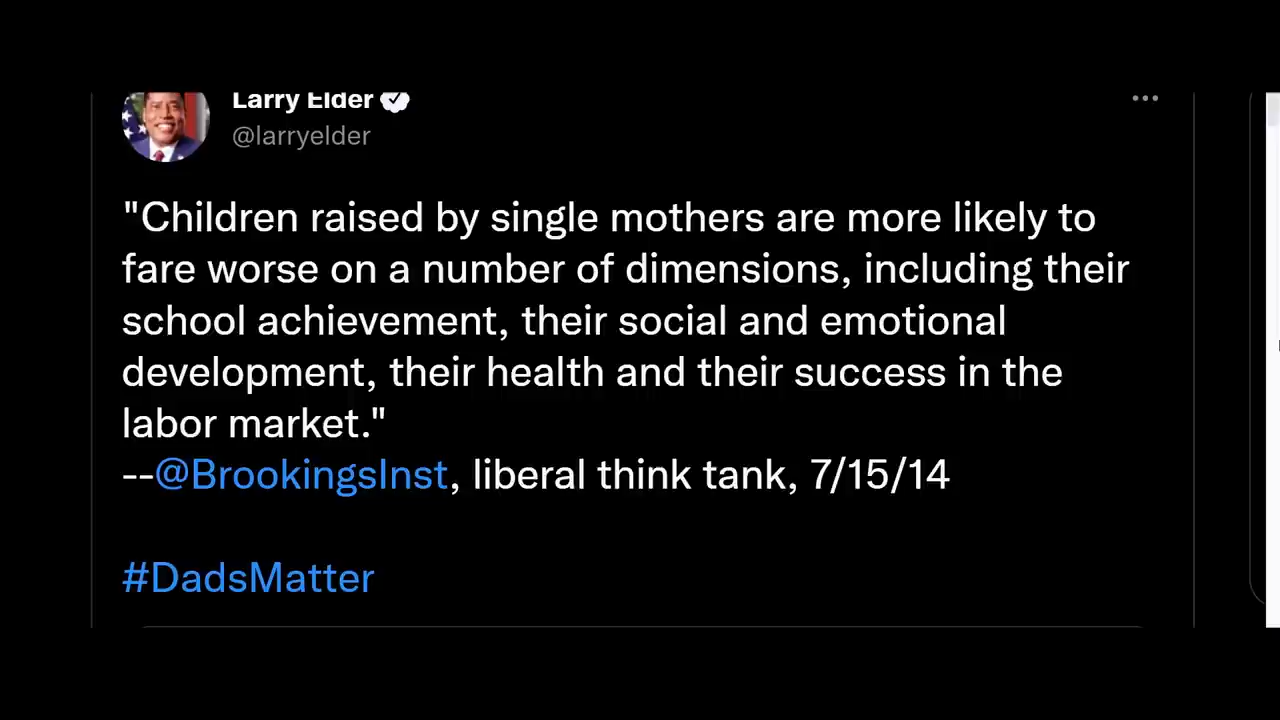 Larry Elder
@larryelder
"Children raised by single mothers are more likely to
fare worse on a number of dimensions, including their
school achievement, their social and emotional
development, their health and their success in the
labor market."
--@BrookingsInst, liberal think tank, 7/15/14
#DadsMatter